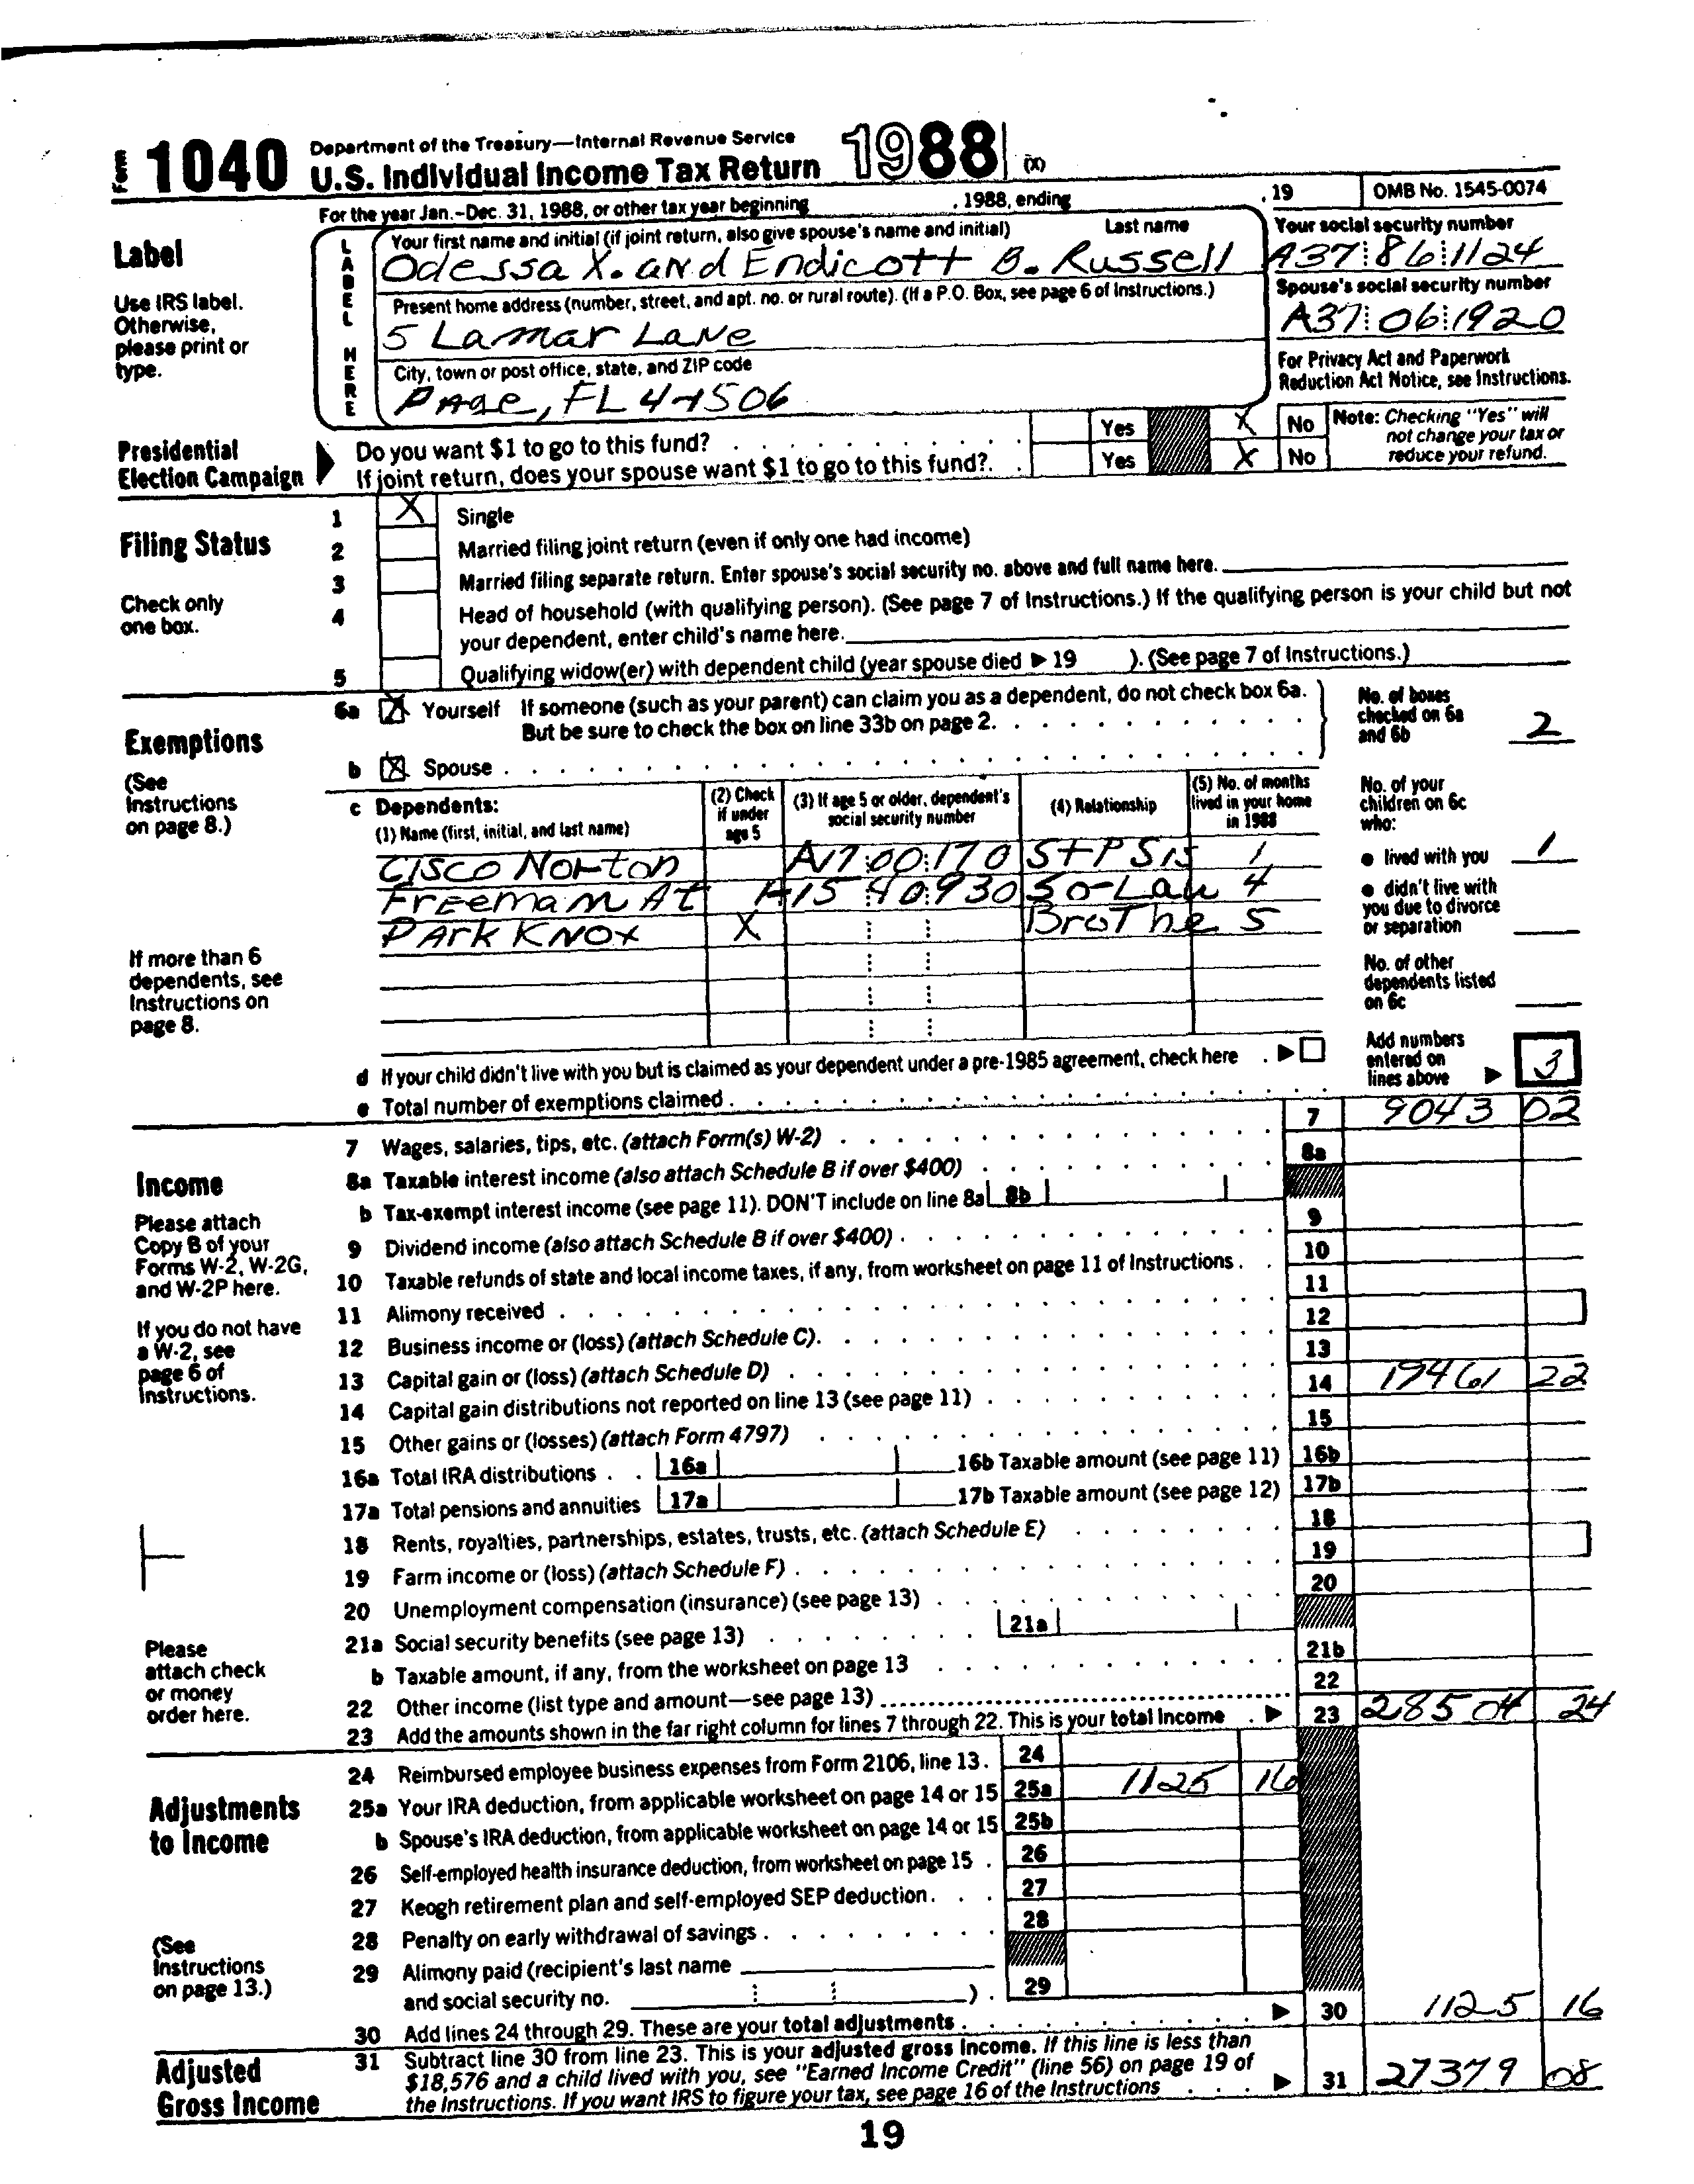 Form 1040 Department of the Treasury—Internal Revenue Service
U.S. Individual Income Tax Return 1988 (X)
For the year Jan.–Dec. 31, 1988, or other tax year beginning , 1988, ending , 19 OMB No. 1545-0074
Label
Use IRS label. Otherwise, please print or type.
LABEL HERE
Your first name and initial (if joint return, also give spouse's name and initial) Last name
Odessa X. and Endicott B. Russell
Your social security number
A37 86 1124
Present home address (number, street, and apt. no. or rural route). (If a P.O. Box, see page 6 of Instructions.)
5 Lamar Lane
Spouse's social security number
A37 06 1920
City, town or post office, state, and ZIP code
Page, FL 41506
For Privacy Act and Paperwork Reduction Act Notice, see Instructions.
Presidential Election Campaign
Do you want $1 to go to this fund? Yes X No
If joint return, does your spouse want $1 to go to this fund? Yes X No
Note: Checking "Yes" will not change your tax or reduce your refund.
Filing Status
Check only one box.
1 X Single
2 Married filing joint return (even if only one had income)
3 Married filing separate return. Enter spouse's social security no. above and full name here.
4 Head of household (with qualifying person). (See page 7 of Instructions.) If the qualifying person is your child but not
your dependent, enter child's name here.
5 Qualifying widow(er) with dependent child (year spouse died ▶ 19 ). (See page 7 of Instructions.)
Exemptions
(See Instructions on page 8.)
6a X Yourself If someone (such as your parent) can claim you as a dependent, do not check box 6a.
But be sure to check the box on line 33b on page 2.
b X Spouse
No. of boxes checked on 6a and 6b 2
c Dependents:
(1) Name (first, initial, and last name)
(2) Check if under age 5
(3) If age 5 or older, dependent's social security number
(4) Relationship
(5) No. of months lived in your home in 1988
Cisco Norton A17 00 170 StPSis 1
Freeman At A15 40 930 So-Law 4
Park Knox X Brothe 5
If more than 6 dependents, see Instructions on page 8.
No. of your children on 6c who:
● lived with you 1
● didn't live with you due to divorce or separation
No. of other dependents listed on 6c
Add numbers entered on lines above ▶ 3
d If your child didn't live with you but is claimed as your dependent under a pre-1985 agreement, check here ▶
e Total number of exemptions claimed
Income
Please attach Copy B of your Forms W-2, W-2G, and W-2P here.
If you do not have a W-2, see page 6 of Instructions.
Please attach check or money order here.
7 Wages, salaries, tips, etc. (attach Form(s) W-2) 7 9043 02
8a Taxable interest income (also attach Schedule B if over $400) 8a
b Tax-exempt interest income (see page 11). DON'T include on line 8a 8b
9 Dividend income (also attach Schedule B if over $400) 9
10 Taxable refunds of state and local income taxes, if any, from worksheet on page 11 of Instructions. 10
11 Alimony received 11
12 Business income or (loss) (attach Schedule C). 12
13 Capital gain or (loss) (attach Schedule D) 13
14 Capital gain distributions not reported on line 13 (see page 11) 14 19461 22
15 Other gains or (losses) (attach Form 4797) 15
16a Total IRA distributions 16a 16b Taxable amount (see page 11) 16b
17a Total pensions and annuities 17a 17b Taxable amount (see page 12) 17b
18 Rents, royalties, partnerships, estates, trusts, etc. (attach Schedule E) 18
19 Farm income or (loss) (attach Schedule F) 19
20 Unemployment compensation (insurance) (see page 13) 20
21a Social security benefits (see page 13) 21a
b Taxable amount, if any, from the worksheet on page 13 21b
22 Other income (list type and amount—see page 13) 22
23 Add the amounts shown in the far right column for lines 7 through 22. This is your total income ▶ 23 28504 24
Adjustments to Income
(See Instructions on page 13.)
24 Reimbursed employee business expenses from Form 2106, line 13. 24
25a Your IRA deduction, from applicable worksheet on page 14 or 15 25a 1125 16
b Spouse's IRA deduction, from applicable worksheet on page 14 or 15 25b
26 Self-employed health insurance deduction, from worksheet on page 15 26
27 Keogh retirement plan and self-employed SEP deduction. 27
28 Penalty on early withdrawal of savings 28
29 Alimony paid (recipient's last name
and social security no. ) 29
30 Add lines 24 through 29. These are your total adjustments ▶ 30 1125 16
Adjusted Gross Income
31 Subtract line 30 from line 23. This is your adjusted gross income. If this line is less than
$18,576 and a child lived with you, see "Earned Income Credit" (line 56) on page 19 of
the Instructions. If you want IRS to figure your tax, see page 16 of the Instructions ▶ 31 27379 08
19